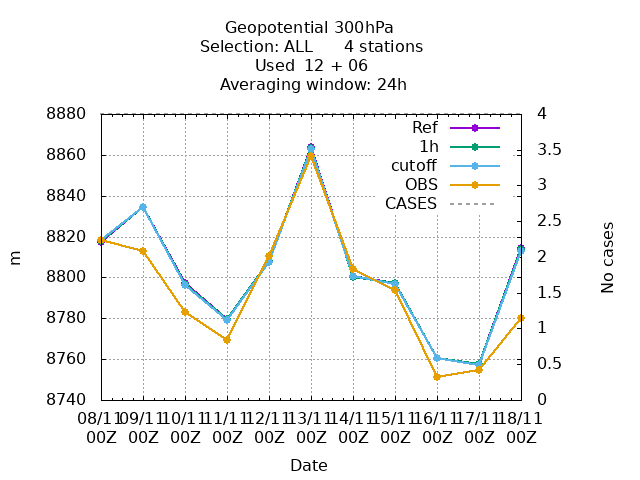 Geopotential 300hPa
Selection: ALL      4 stations
Used  12 + 06
Averaging window: 24h
8880
8860
8840
8820
8800
8780
8760
8740
m
4
3.5
3
2.5
2
1.5
1
0.5
0
No cases
Ref
1h
cutoff
OBS
CASES
08/11 09/11 10/11 11/11 12/11 13/11 14/11 15/11 16/11 17/11 18/11
00Z 00Z 00Z 00Z 00Z 00Z 00Z 00Z 00Z 00Z 00Z
Date